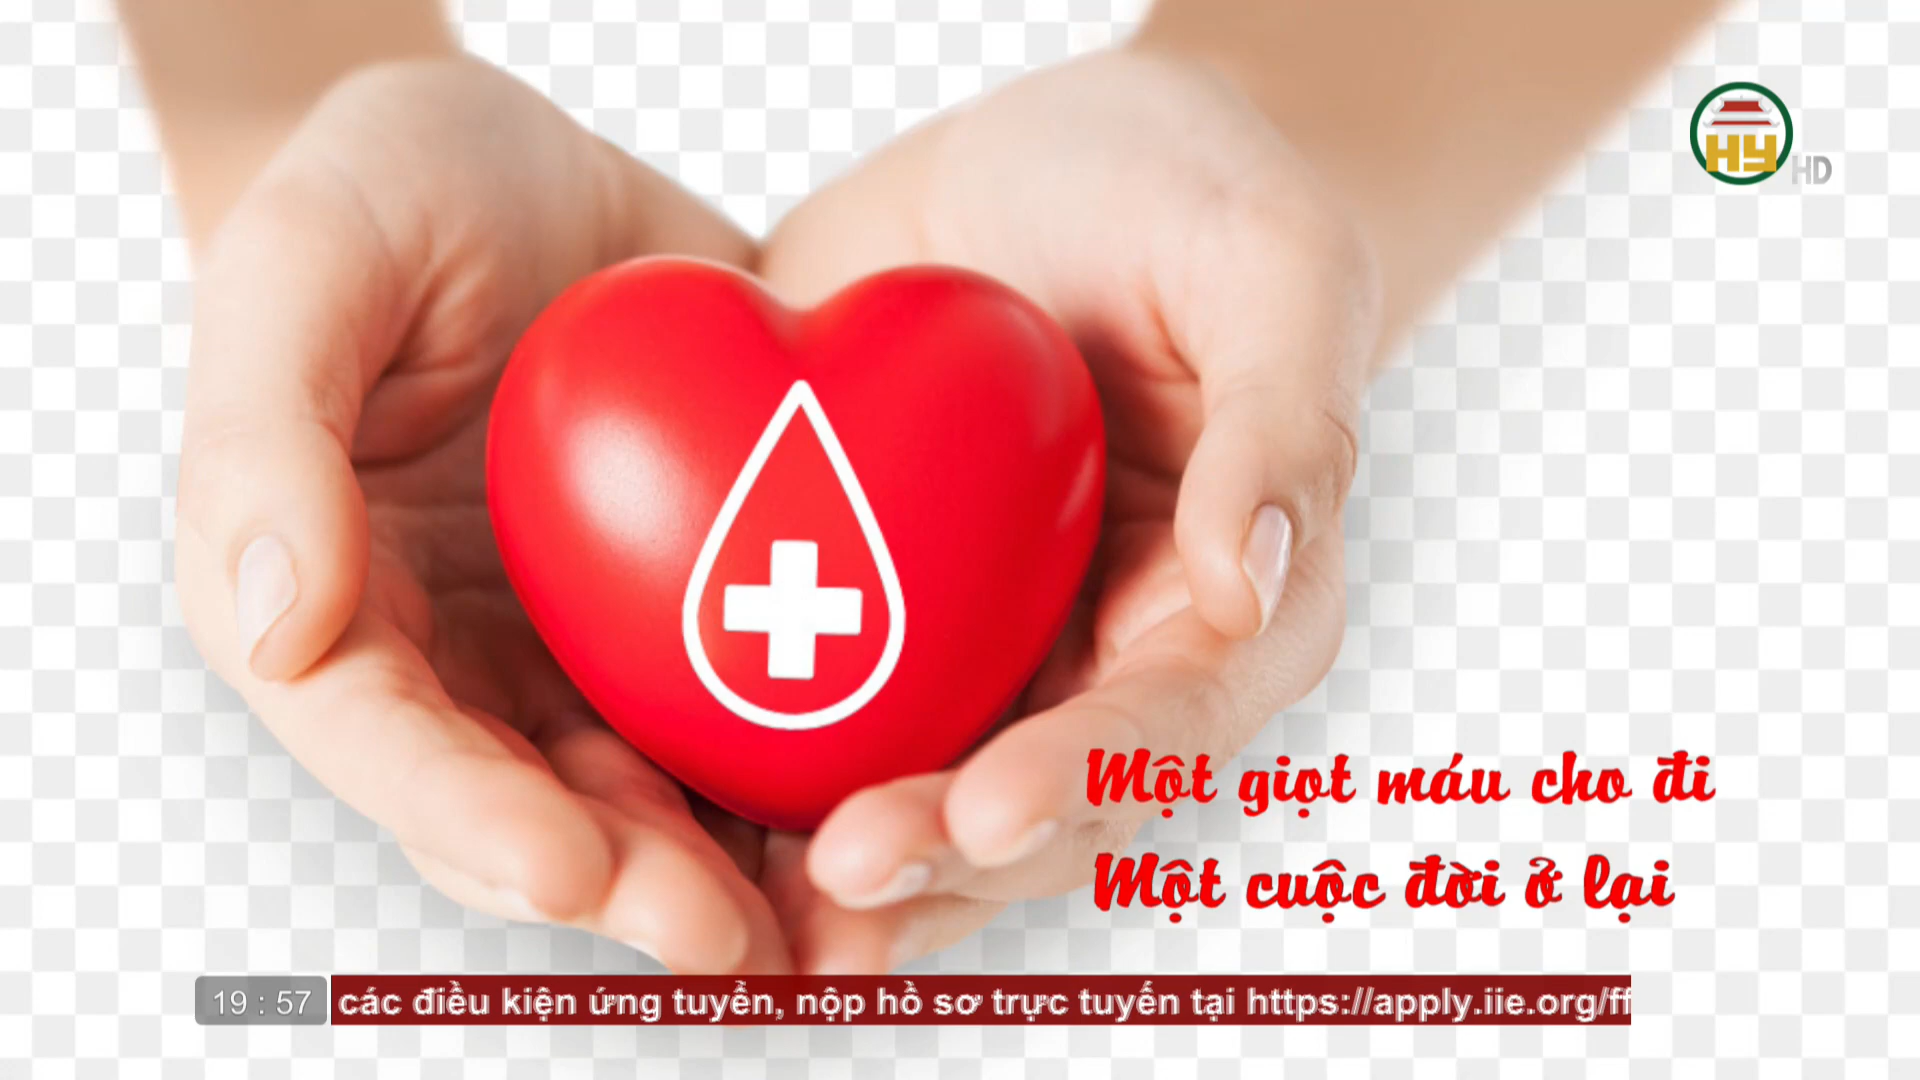 HY HD
Một giọt máu cho đi
Một cuộc đời ở lại
19 : 57 các điều kiện ứng tuyển, nộp hồ sơ trực tuyến tại https://apply.iie.org/ff